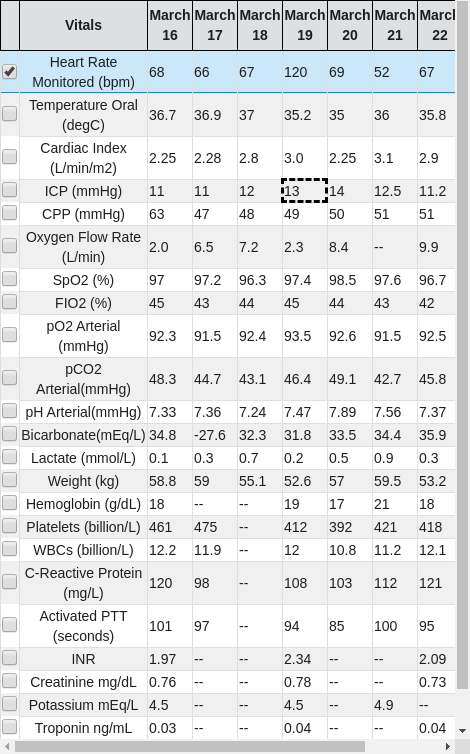 Vitals March 16 March 17 March 18 March 19 March 20 March 21 March 22
Heart Rate Monitored (bpm) 68 66 67 120 69 52 67
Temperature Oral (degC) 36.7 36.9 37 35.2 35 36 35.8
Cardiac Index (L/min/m2) 2.25 2.28 2.8 3.0 2.25 3.1 2.9
ICP (mmHg) 11 11 12 13 14 12.5 11.2
CPP (mmHg) 63 47 48 49 50 51 51
Oxygen Flow Rate (L/min) 2.0 6.5 7.2 2.3 8.4 -- 9.9
SpO2 (%) 97 97.2 96.3 97.4 98.5 97.6 96.7
FIO2 (%) 45 43 44 45 44 43 42
pO2 Arterial (mmHg) 92.3 91.5 92.4 93.5 92.6 91.5 92.5
pCO2 Arterial(mmHg) 48.3 44.7 43.1 46.4 49.1 42.7 45.8
pH Arterial(mmHg) 7.33 7.36 7.24 7.47 7.89 7.56 7.37
Bicarbonate(mEq/L) 34.8 -27.6 32.3 31.8 33.5 34.4 35.9
Lactate (mmol/L) 0.1 0.3 0.7 0.2 0.5 0.9 0.3
Weight (kg) 58.8 59 55.1 52.6 57 59.5 53.2
Hemoglobin (g/dL) 18 -- -- 19 17 21 18
Platelets (billion/L) 461 475 -- 412 392 421 418
WBCs (billion/L) 12.2 11.9 -- 12 10.8 11.2 12.1
C-Reactive Protein (mg/L) 120 98 -- 108 103 112 121
Activated PTT (seconds) 101 97 -- 94 85 100 95
INR 1.97 -- -- 2.34 -- -- 2.09
Creatinine mg/dL 0.76 -- -- 0.78 -- -- 0.73
Potassium mEq/L 4.5 -- -- 4.5 -- 4.9 --
Troponin ng/mL 0.03 -- -- 0.04 -- -- 0.04